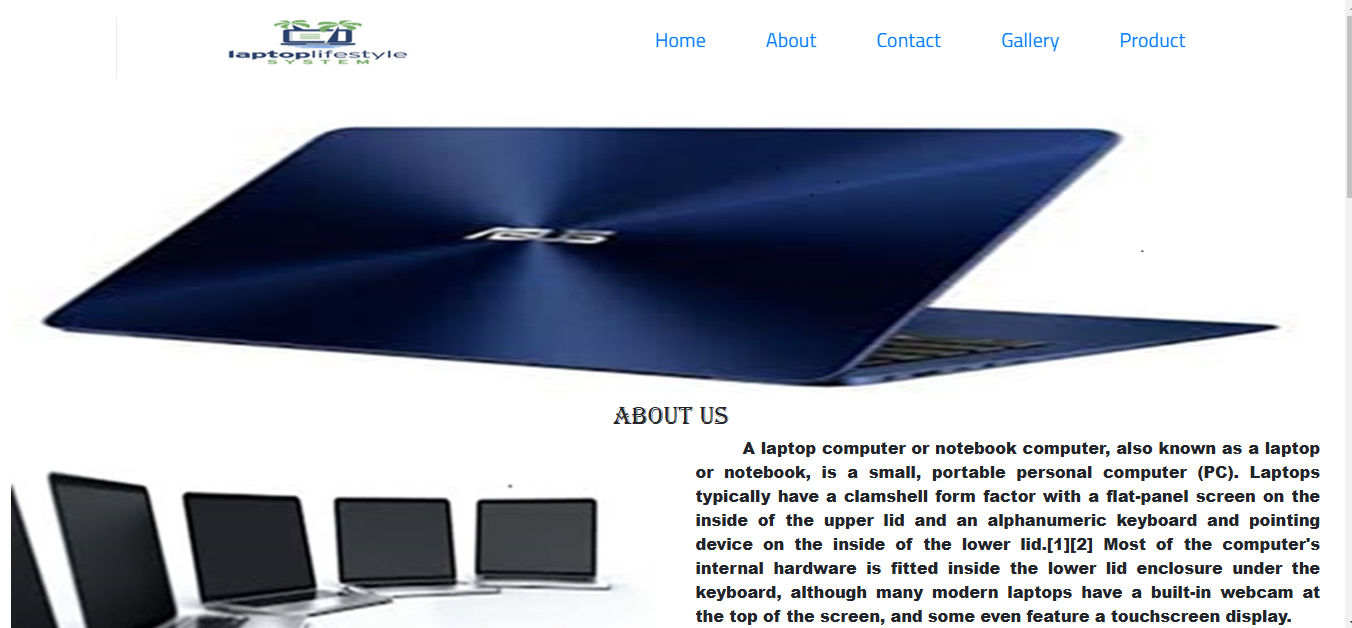 laptoplifestyle
SYSTEM
Home About Contact Gallery Product
ASUS
ABOUT US
A laptop computer or notebook computer, also known as a laptop
or notebook, is a small, portable personal computer (PC). Laptops
typically have a clamshell form factor with a flat-panel screen on the
inside of the upper lid and an alphanumeric keyboard and pointing
device on the inside of the lower lid.[1][2] Most of the computer's
internal hardware is fitted inside the lower lid enclosure under the
keyboard, although many modern laptops have a built-in webcam at
the top of the screen, and some even feature a touchscreen display.